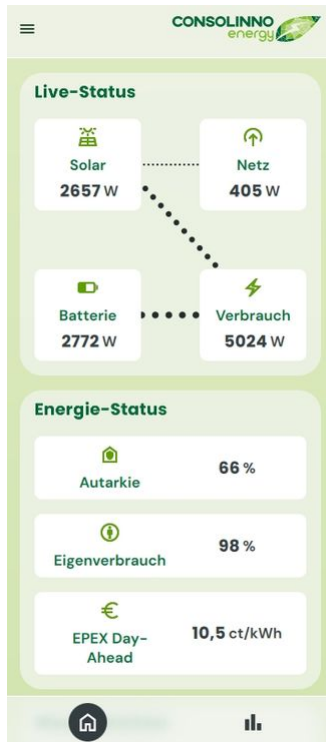 CONSOLINNO
energy
Live-Status
Solar
2657 W
Netz
405 W
Batterie
2772 W
Verbrauch
5024 W
Energie-Status
Autarkie
66 %
Eigenverbrauch
98 %
EPEX Day-
Ahead
10,5 ct/kWh